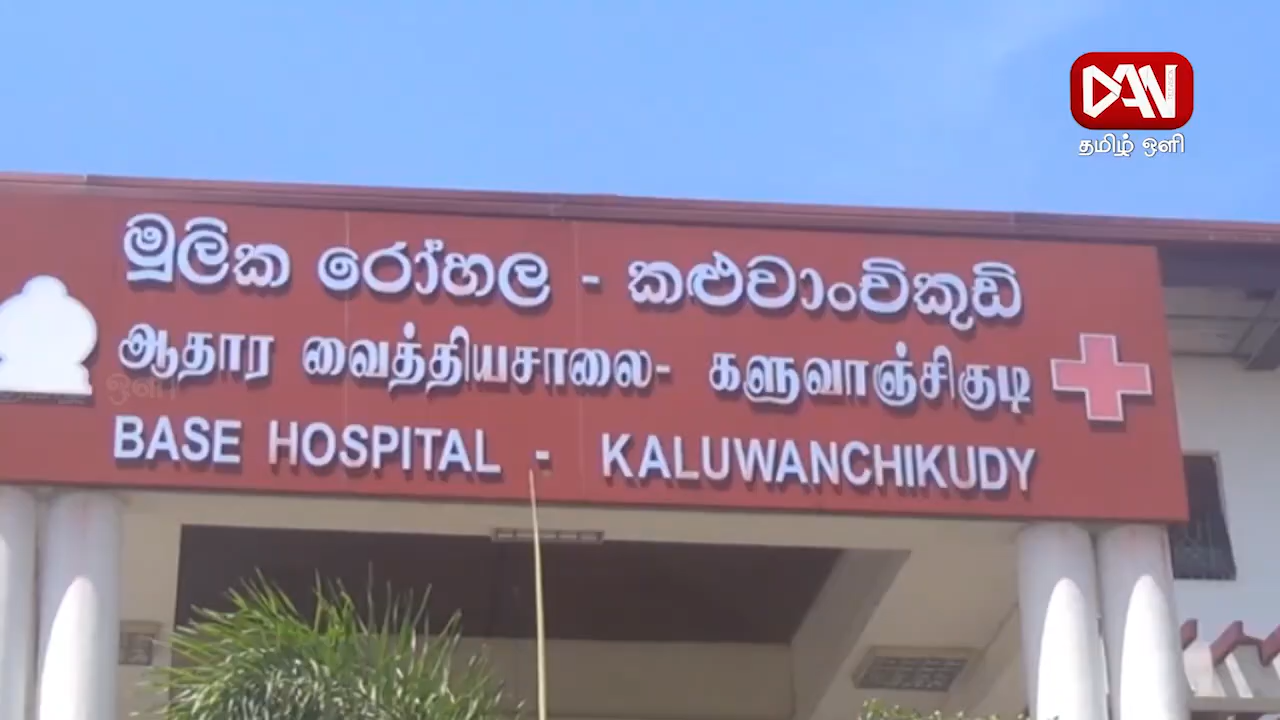 DAN
தமிழ் ஒளி
මූලික රෝහල - කළුවාංචිකුඩි
ஆதார வைத்தியசாலை- களுவாஞ்சிகுடி
BASE HOSPITAL - KALUWANCHIKUDY